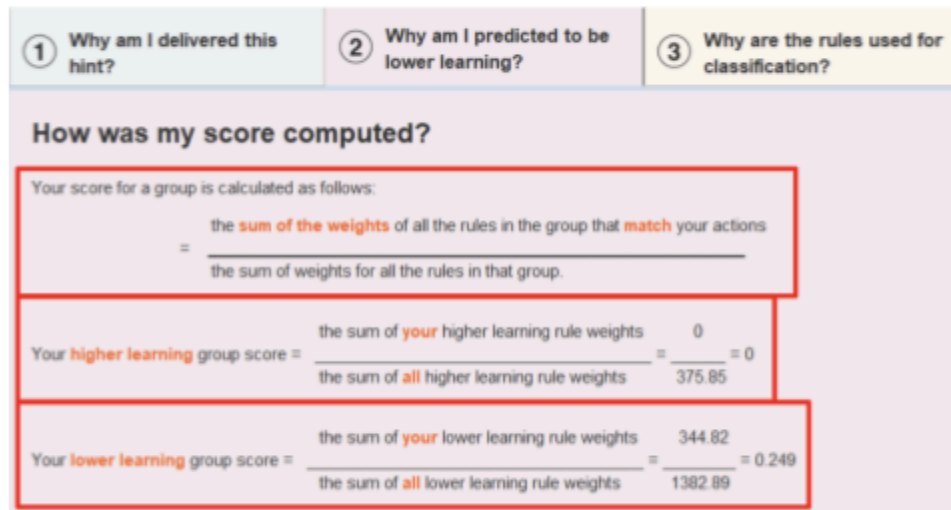 1 Why am I delivered this
hint?
2 Why am I predicted to be
lower learning?
3 Why are the rules used for
classification?
How was my score computed?
Your score for a group is calculated as follows:
the sum of the weights of all the rules in the group that match your actions
=
the sum of weights for all the rules in that group.
the sum of your higher learning rule weights 0
Your higher learning group score = = = 0
the sum of all higher learning rule weights 375.85
the sum of your lower learning rule weights 344.82
Your lower learning group score = = = 0.249
the sum of all lower learning rule weights 1382.89